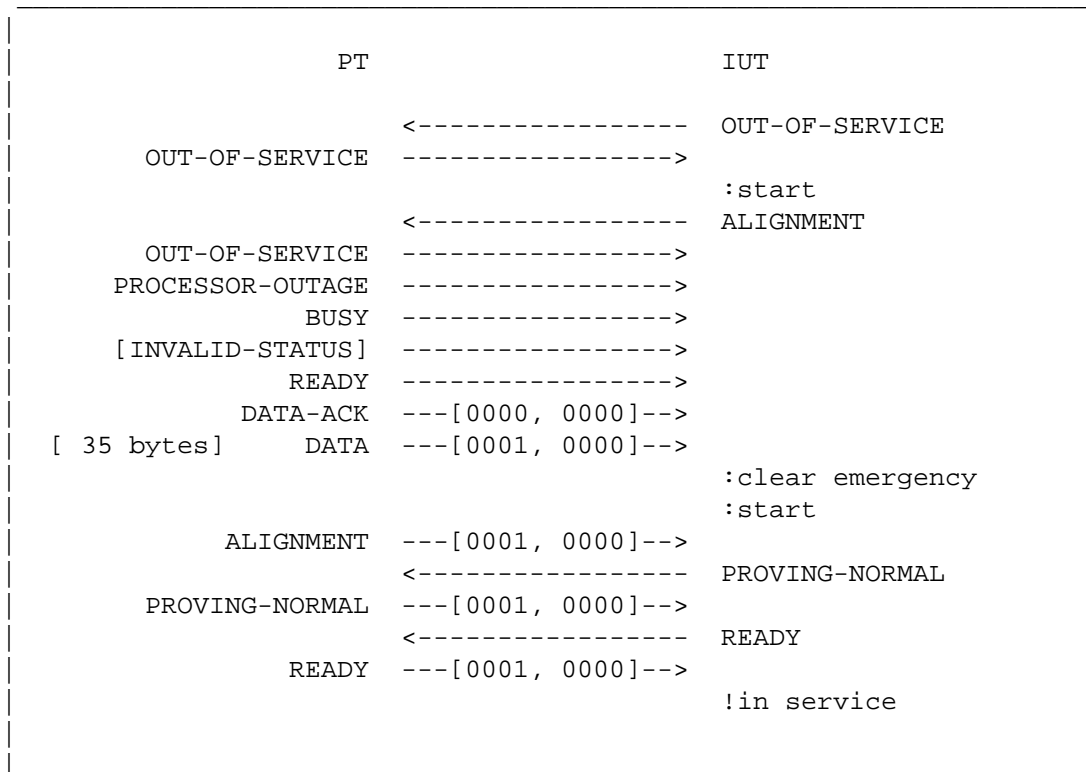 PT IUT
<----------------- OUT-OF-SERVICE
OUT-OF-SERVICE ----------------->
:start
<----------------- ALIGNMENT
OUT-OF-SERVICE ----------------->
PROCESSOR-OUTAGE ----------------->
BUSY ----------------->
[INVALID-STATUS] ----------------->
READY ----------------->
DATA-ACK ---[0000, 0000]-->
[ 35 bytes] DATA ---[0001, 0000]-->
:clear emergency
:start
ALIGNMENT ---[0001, 0000]-->
<----------------- PROVING-NORMAL
PROVING-NORMAL ---[0001, 0000]-->
<----------------- READY
READY ---[0001, 0000]-->
!in service